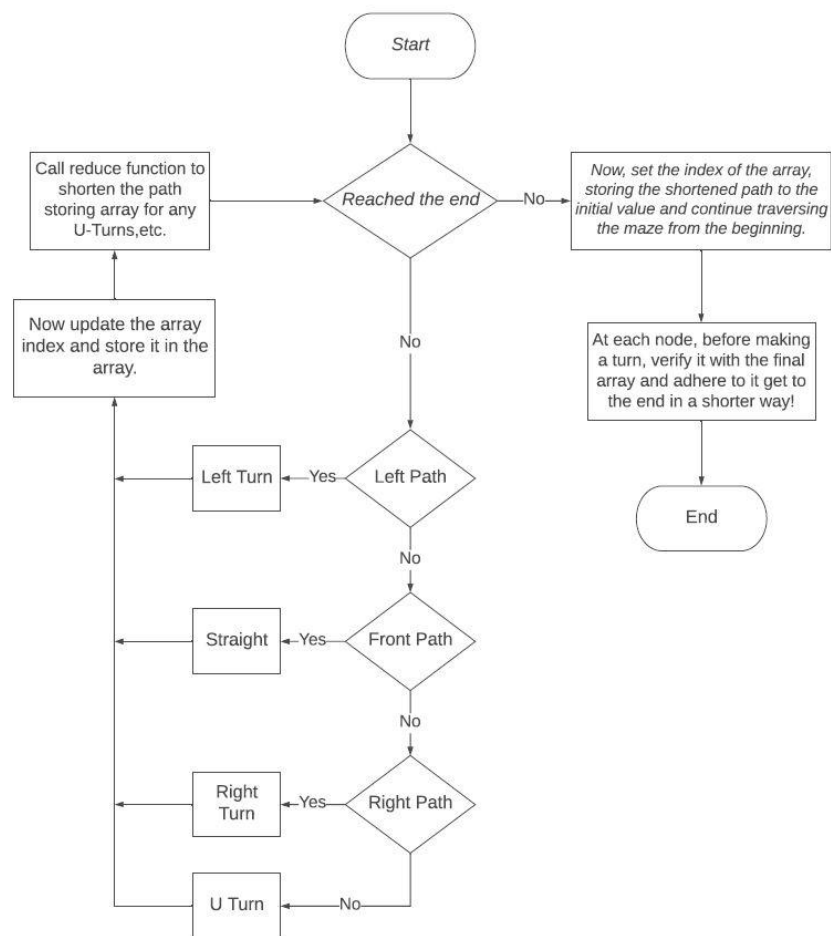 Start
Call reduce function to
shorten the path
storing array for any
U-Turns,etc.
Reached the end
No
Now, set the index of the array,
storing the shortened path to the
initial value and continue traversing
the maze from the beginning.
Now update the array
index and store it in the
array.
No
At each node, before making
a turn, verify it with the final
array and adhere to it get to
the end in a shorter way!
Left Turn
Yes
Left Path
End
No
Straight
Yes
Front Path
No
Right
Turn
Yes
Right Path
U Turn
No